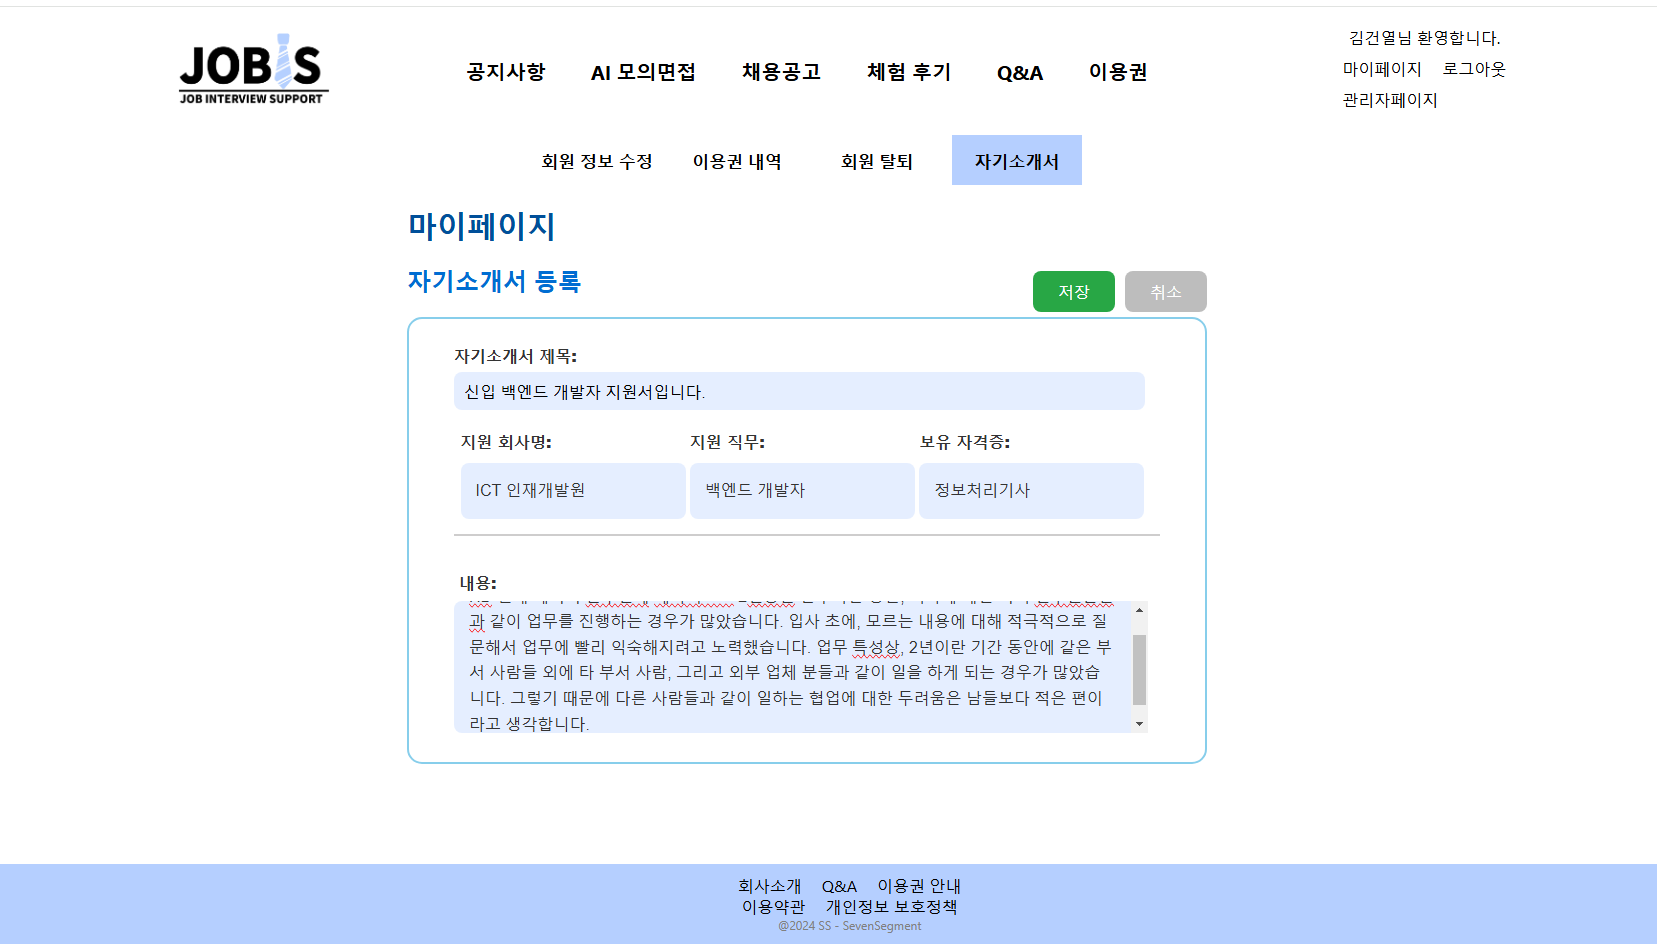 JOBIS
JOB INTERVIEW SUPPORT
공지사항 AI 모의면접 채용공고 체험 후기 Q&A 이용권
김건열님 환영합니다.
마이페이지 로그아웃
관리자페이지
회원 정보 수정 이용권 내역 회원 탈퇴 자기소개서
마이페이지
자기소개서 등록
저장 취소
자기소개서 제목:
신입 백엔드 개발자 지원서입니다.
지원 회사명: 지원 직무: 보유 자격증:
ICT 인재개발원 백엔드 개발자 정보처리기사
내용:
과 같이 업무를 진행하는 경우가 많았습니다. 입사 초에, 모르는 내용에 대해 적극적으로 질
문해서 업무에 빨리 익숙해지려고 노력했습니다. 업무 특성상, 2년이란 기간 동안에 같은 부
서 사람들 외에 타 부서 사람, 그리고 외부 업체 분들과 같이 일을 하게 되는 경우가 많았습
니다. 그렇기 때문에 다른 사람들과 같이 일하는 협업에 대한 두려움은 남들보다 적은 편이
라고 생각합니다.
회사소개 Q&A 이용권 안내
이용약관 개인정보 보호정책
@2024 SS - SevenSegment